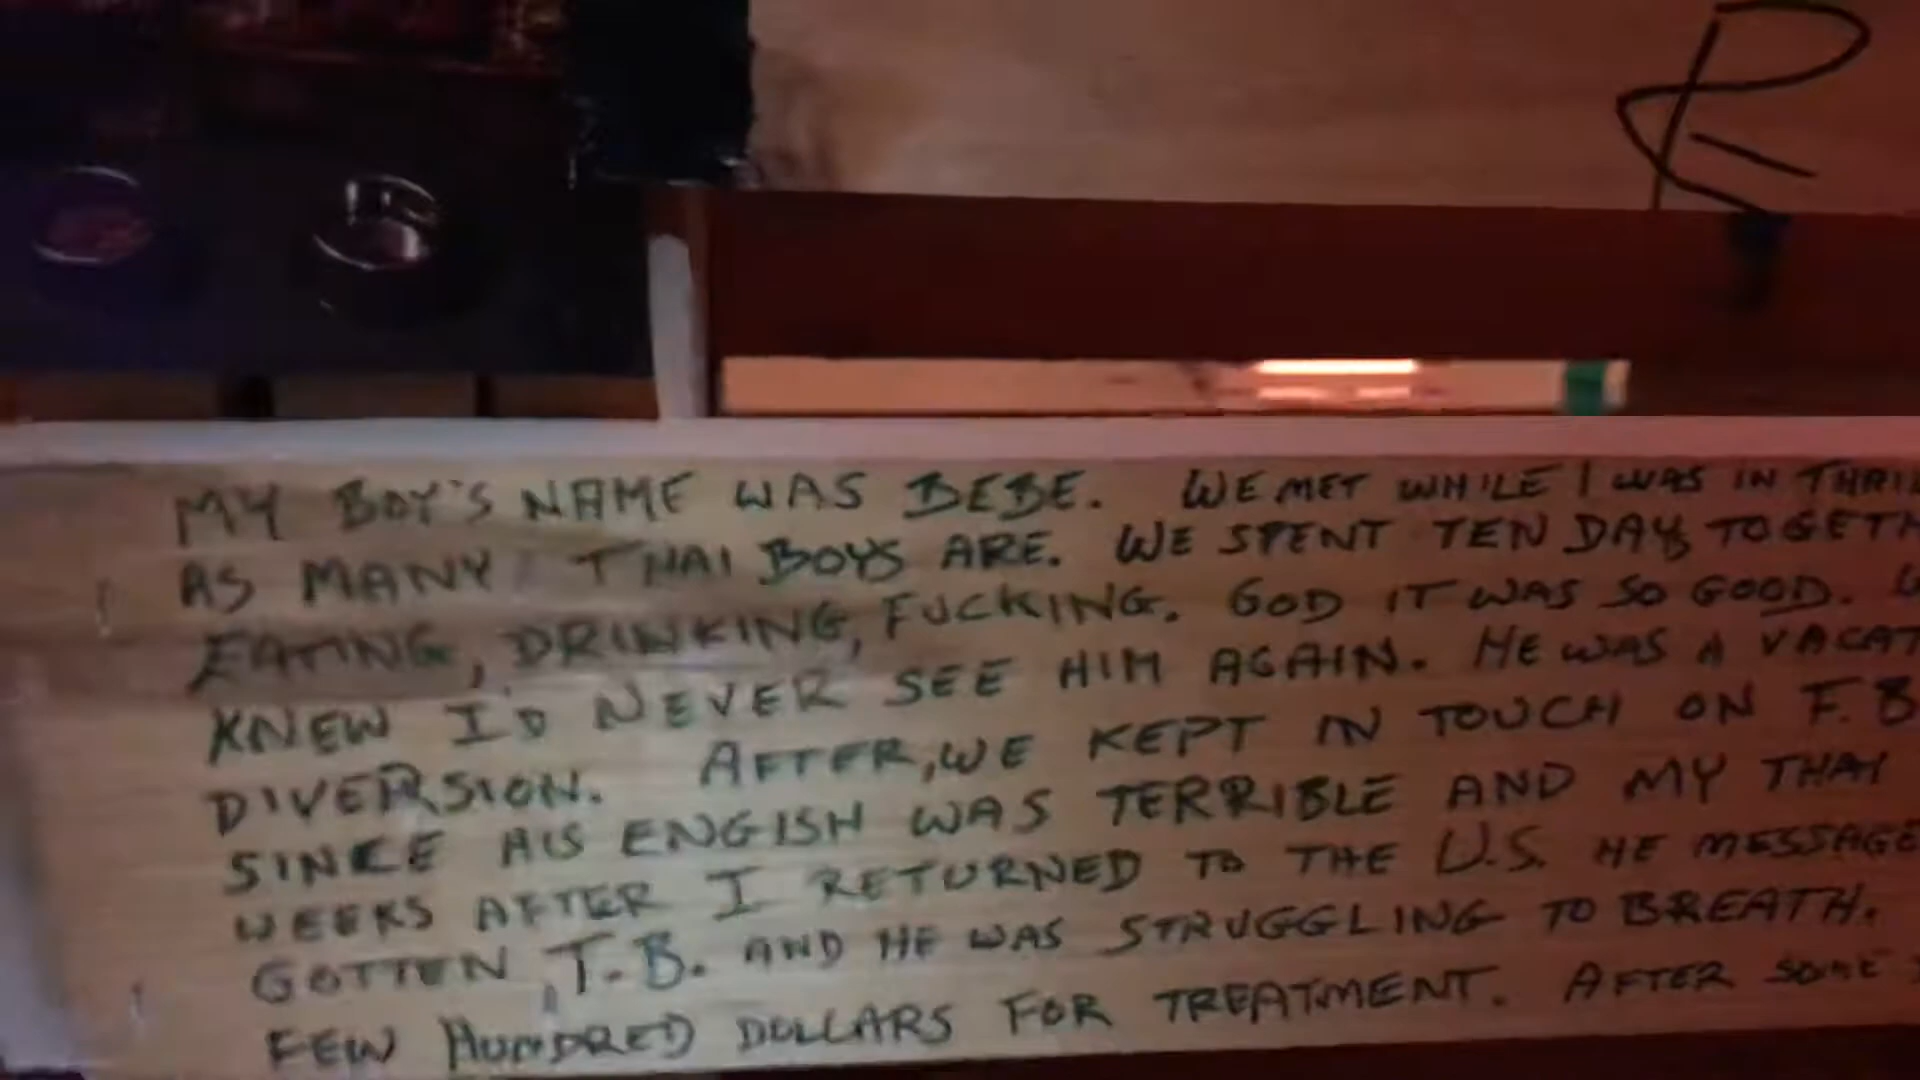 MY BOY'S NAME WAS BEBE. WE MET WHILE I WAS IN
AS MANY THAI BOYS ARE. WE SPENT TEN DAYS
EATING, DRINKING, FUCKING. GOD IT WAS SO GOOD.
KNEW I'D NEVER SEE HIM AGAIN. HE WAS A
DIVERSION. AFTER, WE KEPT IN TOUCH ON F.B
SINCE HIS ENGISH WAS TERRIBLE AND MY THAI
WEEKS AFTER I RETURNED TO THE U.S. HE
GOTTEN T.B. AND HE WAS STRUGGLING TO BREATH.
FEW HUNDRED DOLLARS FOR TREATMENT. AFTER SOME